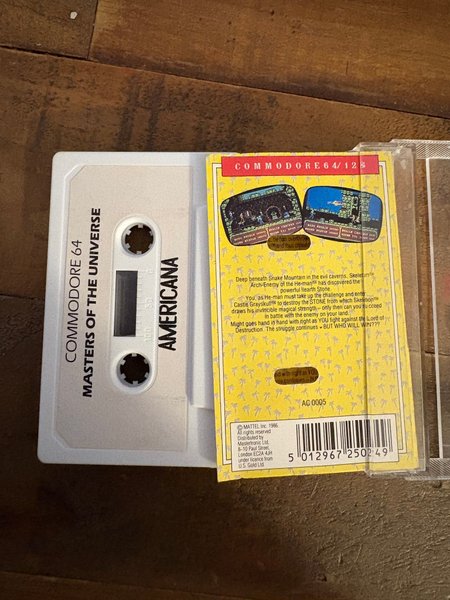 COMMODORE 64
MASTERS OF THE UNIVERSE
AMERICANA
COMMODORE 64/128
Deep beneath Snake Mountain in the evil caverns. Skeletor™
Arch-Enemy of the He-man™ has discovered the
powerful Ilearth Stone.
You, as He-man must take up the challenge and enter
Castle Greyskull™ to destroy the STONE from which Skeletor™
draws his invincible magical strength – only then can you succeed
in battle with the enemy on your land.
Might goes hand in hand with right as YOU fight against the Lord of
Destruction. The struggle continues – BUT WHO WILL WIN???
AC 0005
© MATTEL Inc. 1986.
All rights reserved
Distributed by
Mastertronic Ltd.
8-10 Paul Street,
London EC2A 4JH
under licence from
U.S. Gold Ltd.
5 012967 250249